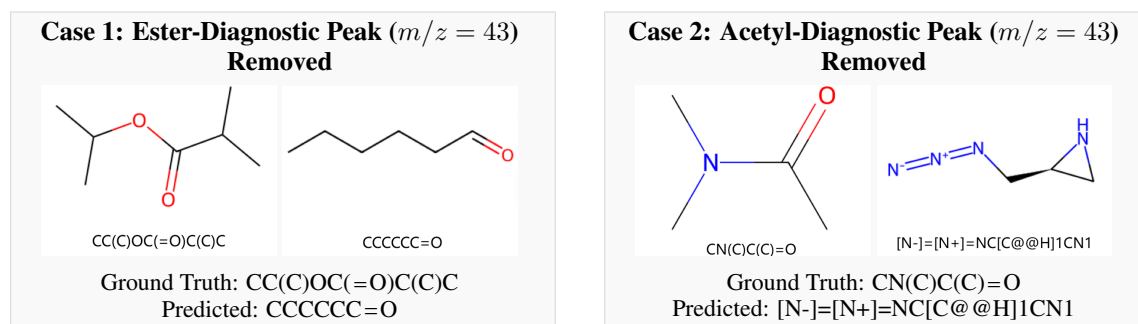 Case 1: Ester-Diagnostic Peak (m/z = 43)
Removed
O
O
O
CC(C)OC(=O)C(C)C
CCCCCC=O
Ground Truth: CC(C)OC(=O)C(C)C
Predicted: CCCCCC=O
Case 2: Acetyl-Diagnostic Peak (m/z = 43)
Removed
O
N
H
N
N⁻
N⁺
N
CN(C)C(C)=O
[N-]=[N+]=NC[C@@H]1CN1
Ground Truth: CN(C)C(C)=O
Predicted: [N-]=[N+]=NC[C@@H]1CN1